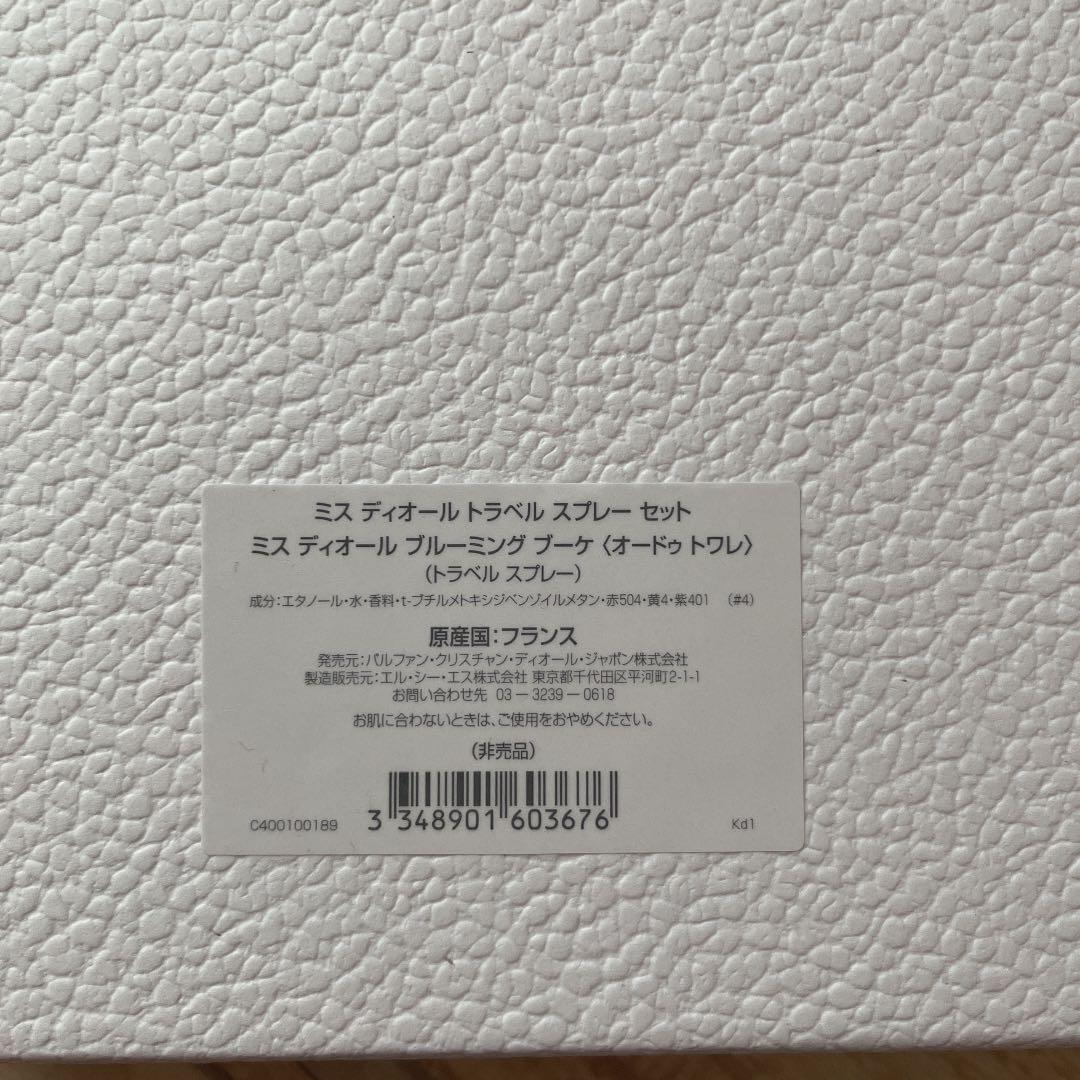 ミス ディオール トラベル スプレー セット
ミス ディオール ブルーミング ブーケ 〈オードゥ トワレ〉
(トラベル スプレー)
成分:エタノール・水・香料・t-ブチルメトキシジベンゾイルメタン・赤504・黄4・紫401 (#4)
原産国:フランス
発売元:パルファン・クリスチャン・ディオール・ジャポン株式会社
製造販売元:エル・シー・エス株式会社 東京都千代田区平河町2-1-1
お問い合わせ先 03-3239-0618
お肌に合わないときは、ご使用をおやめください。
(非売品)
C400100189 3 348901 603676 Kd1